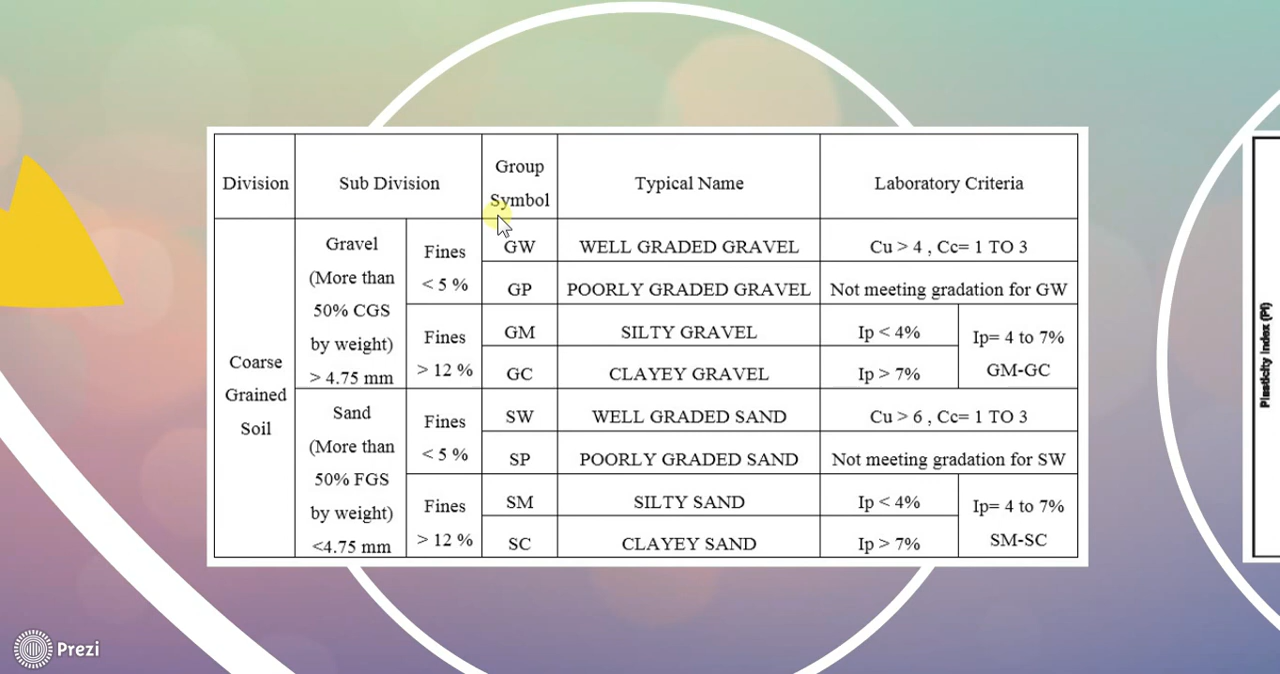 Division
Sub Division
Group
Symbol
Typical Name
Laboratory Criteria
Coarse
Grained
Soil
Gravel
(More than
50% CGS
by weight)
> 4.75 mm
Fines
< 5 %
GW
WELL GRADED GRAVEL
Cu > 4 , Cc= 1 TO 3
GP
POORLY GRADED GRAVEL
Not meeting gradation for GW
Fines
> 12 %
GM
SILTY GRAVEL
Ip < 4%
GC
CLAYEY GRAVEL
Ip > 7%
Ip= 4 to 7%
GM-GC
Sand
(More than
50% FGS
by weight)
<4.75 mm
Fines
< 5 %
SW
WELL GRADED SAND
Cu > 6 , Cc= 1 TO 3
SP
POORLY GRADED SAND
Not meeting gradation for SW
Fines
> 12 %
SM
SILTY SAND
Ip < 4%
SC
CLAYEY SAND
Ip > 7%
Ip= 4 to 7%
SM-SC
Plasticity Index (PI)
Prezi